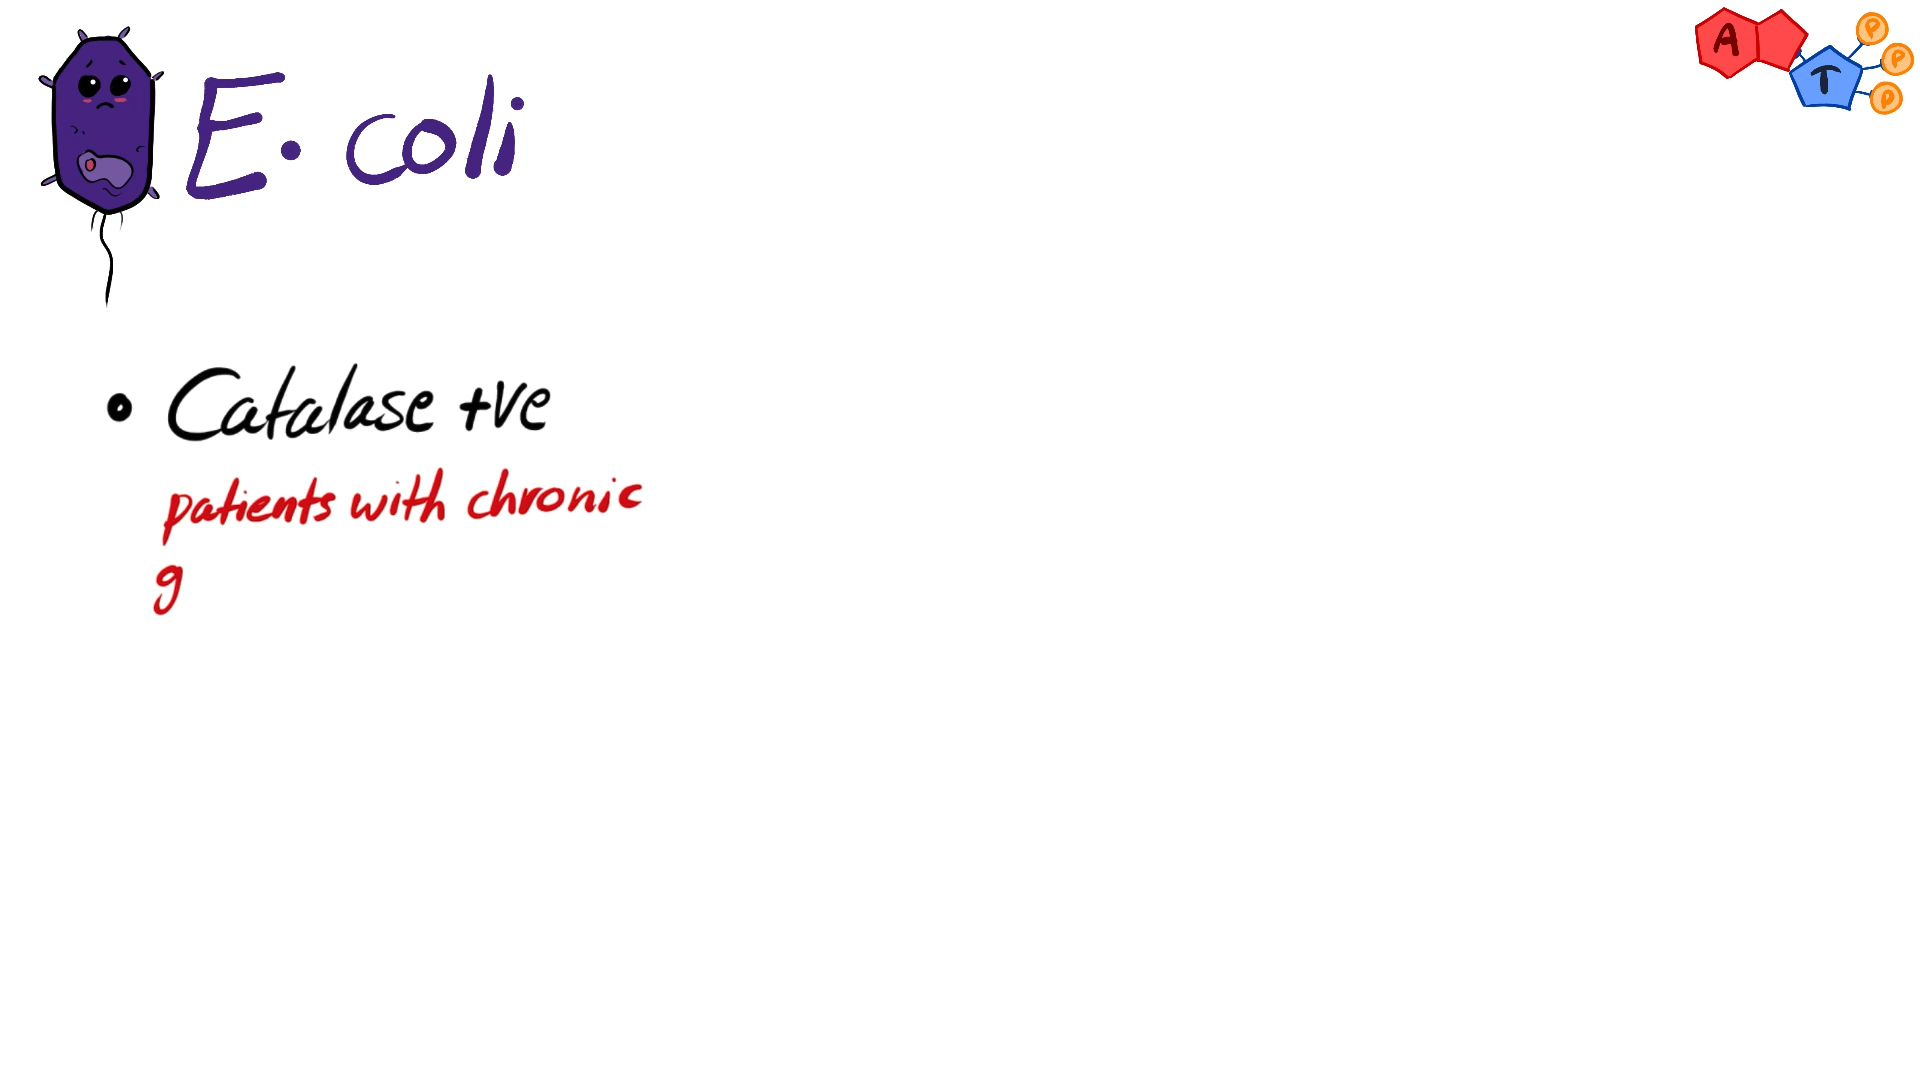 E. coli
A T P P P
• Catalase +ve
patients with chronic
g